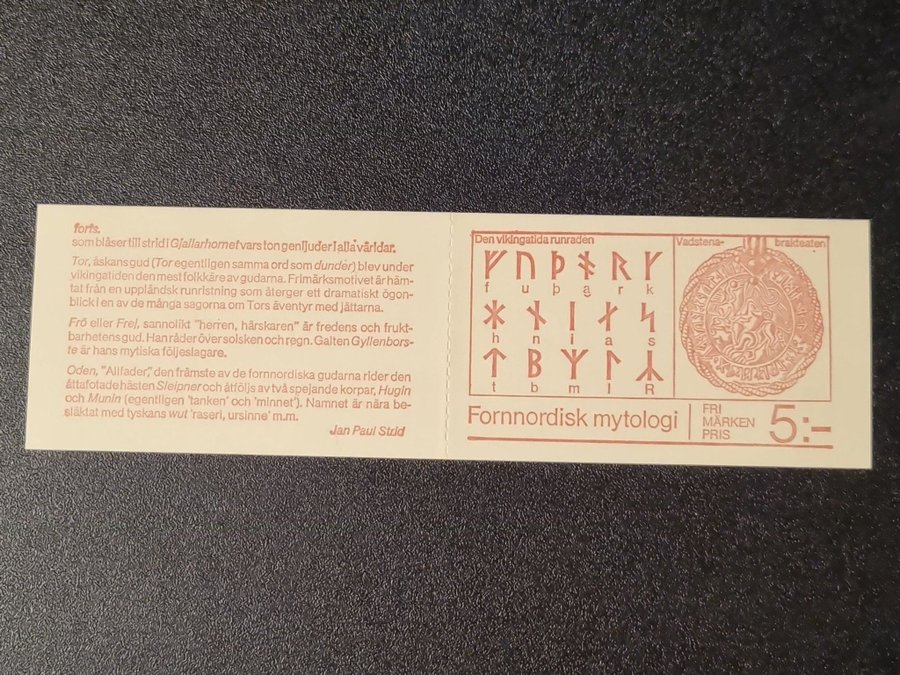 forts.
som blåser till strid i Gjallarhornet vars ton genljuder i alla världar.
Tor, åskans gud (Tor egentligen samma ord som dunder) blev under
vikingatiden den mest folkkäre av gudarna. Frimärksmotivet är häm-
tat från en uppländsk runristning som återger ett dramatiskt ögon-
blick i en av de många sagorna om Tors äventyr med jättarna.
Frö eller Frej, sannolikt "herren, härskaren" är fredens och frukt-
barhetens gud. Han råder över solsken och regn. Galten Gyllenbors-
te är hans mytiska följeslagare.
Oden, "Allfader", den främste av de fornnordiska gudarna rider den
åttafotade hästen Sleipner och åtföljs av två spejande korpar, Hugin
och Munin (egentligen 'tanken' och 'minnet'). Namnet är nära be-
släktat med tyskans wut 'raseri, ursinne' m.m.
Jan Paul Strid
Den vikingatida runraden
ᚠ ᚢ ᚦ ᚬ ᚱ ᚴ
f u þ ą r k
ᚼ ᚾ ᛁ ᛅ ᛋ
h n i a s
ᛏ ᛒ ᛘ ᛚ ᛦ
t b m l R
Vadstena-brakteaten
Fornnordisk mytologi
FRI
MÄRKEN
PRIS
5:-